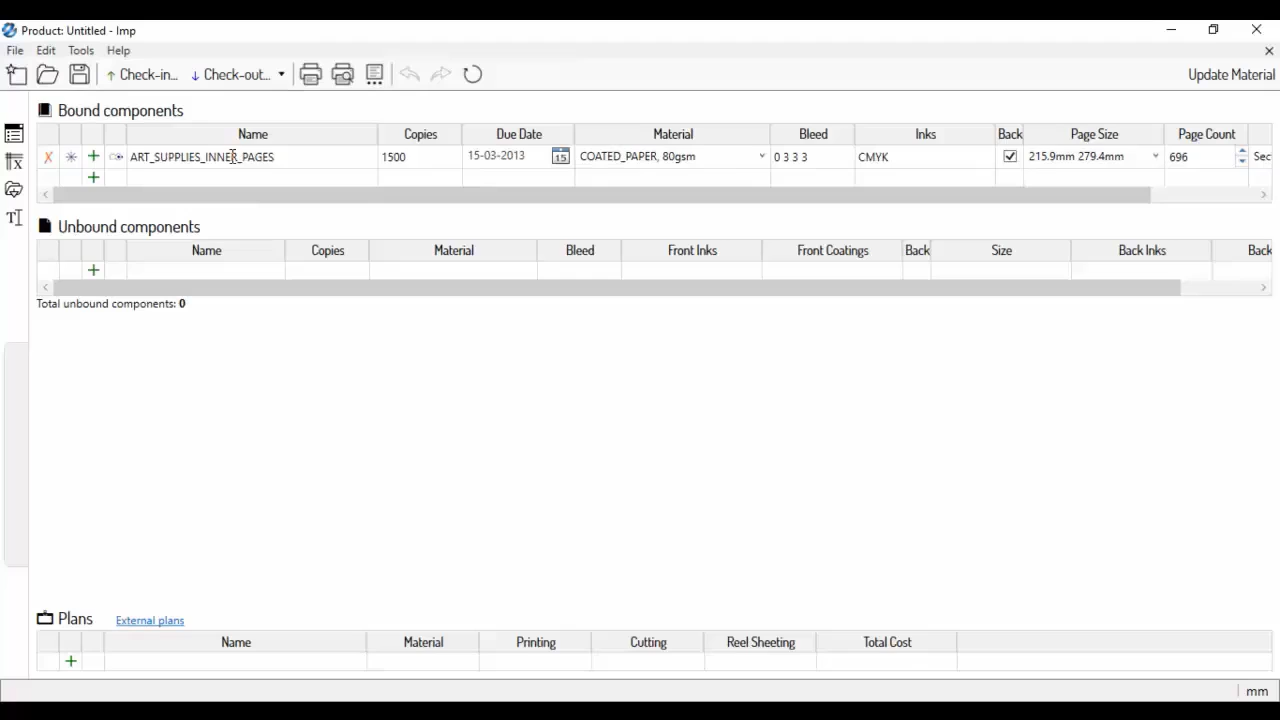 Product: Untitled - Imp
File Edit Tools Help
Check-in... Check-out... Update Material
Bound components
Name Copies Due Date Material Bleed Inks Back Page Size Page Count
ART_SUPPLIES_INNER_PAGES 1500 15-03-2013 15 COATED_PAPER, 80gsm 0 3 3 3 CMYK 215.9mm 279.4mm 696 Sec
Unbound components
Name Copies Material Bleed Front Inks Front Coatings Back Size Back Inks Back
Total unbound components: 0
Plans External plans
Name Material Printing Cutting Reel Sheeting Total Cost
mm